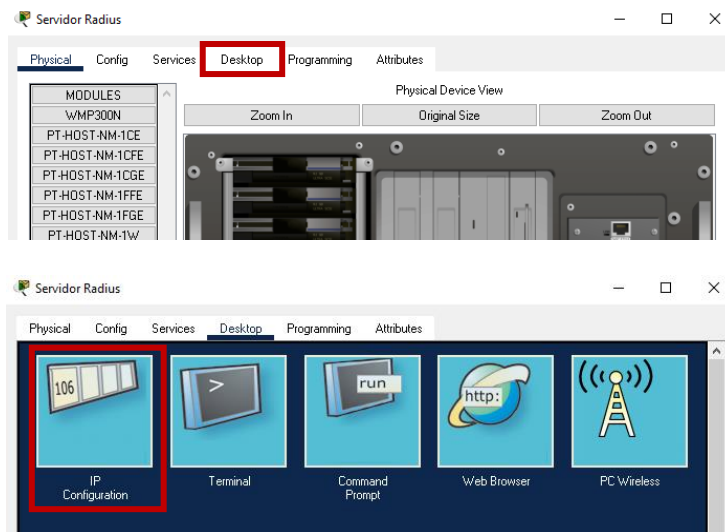 Servidor Radius
Physical Config Services Desktop Programming Attributes
MODULES
WMP300N
PT-HOST-NM-1CE
PT-HOST-NM-1CFE
PT-HOST-NM-1CGE
PT-HOST-NM-1FFE
PT-HOST-NM-1FGE
PT-HOST-NM-1W
Physical Device View
Zoom In Original Size Zoom Out
Servidor Radius
Physical Config Services Desktop Programming Attributes
106
>
run
http:
IP
Configuration
Terminal
Command
Prompt
Web Browser
PC Wireless